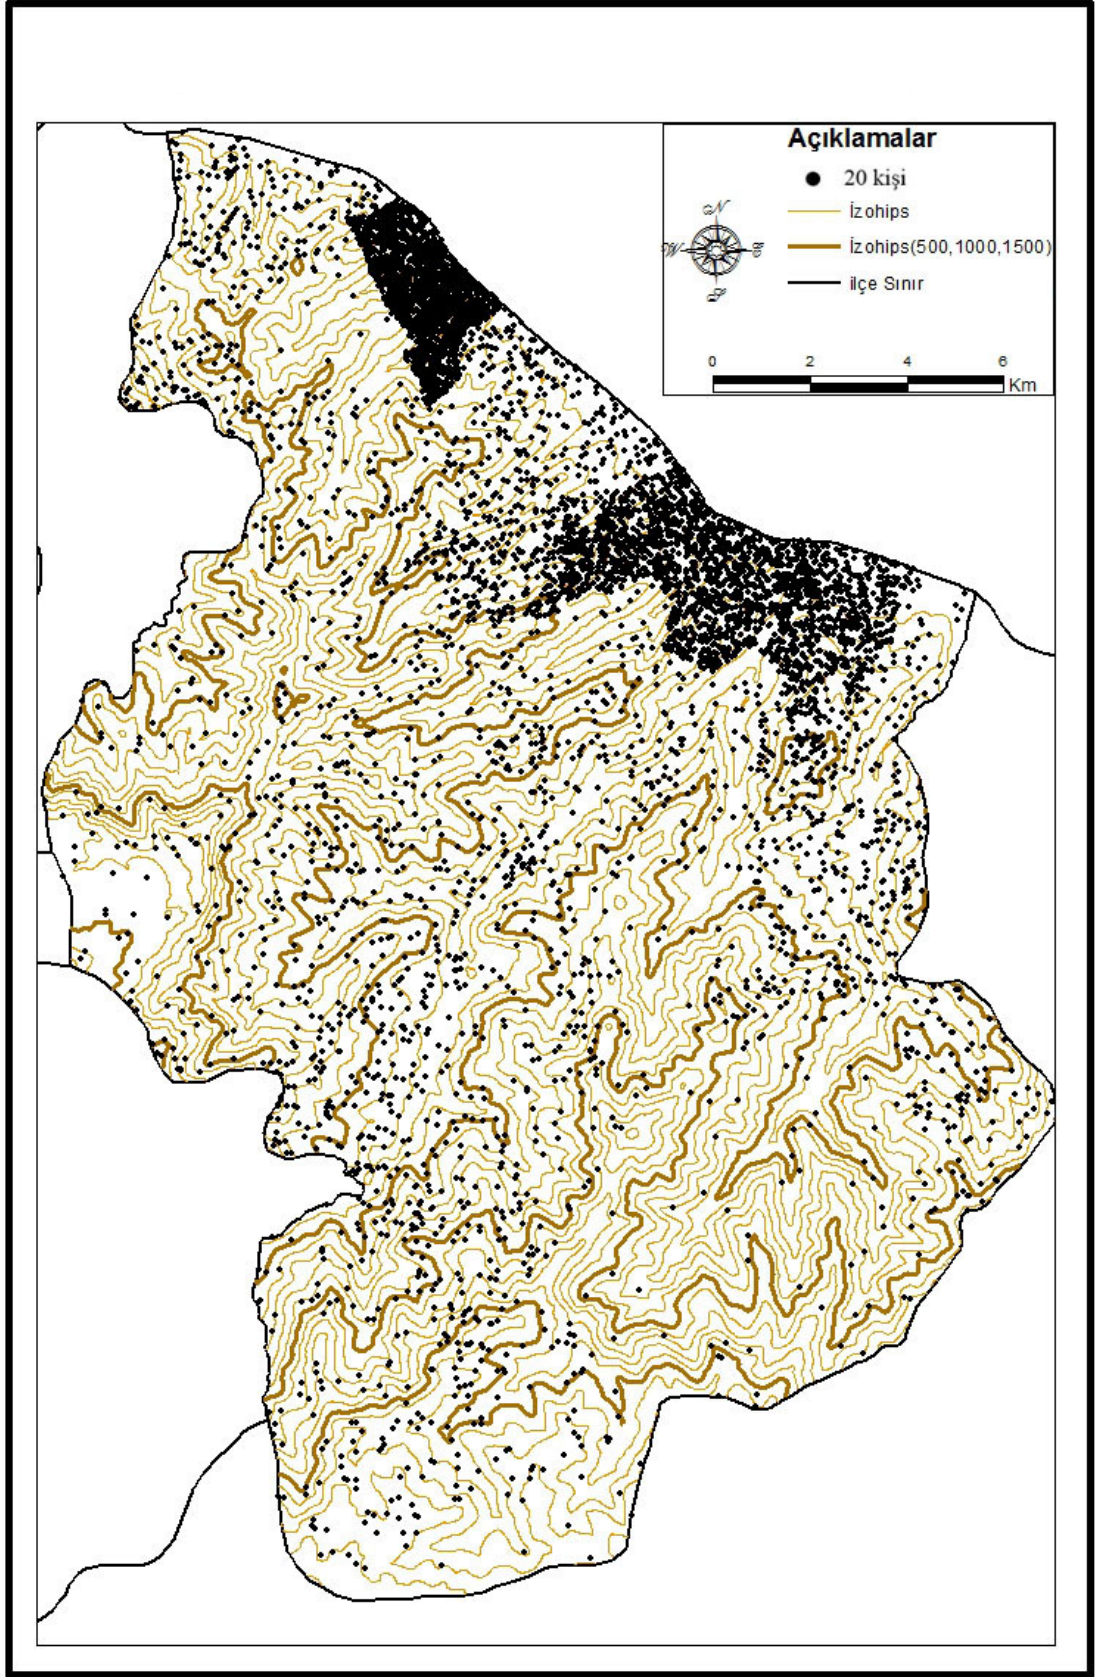 Açıklamalar
20 kişi
İzohips
İzohips(500,1000,1500)
ilçe Sınır
N
W E
S
0 2 4 6
Km